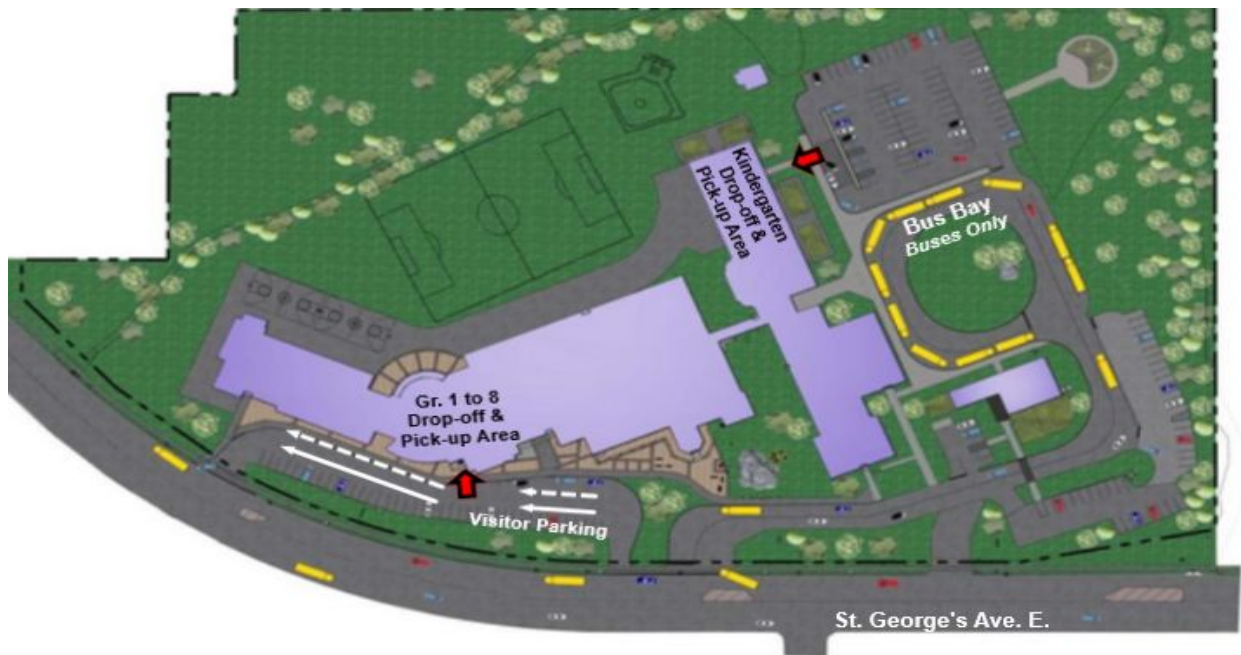 Kindergarten
Drop-off &
Pick-up Area
Bus Bay
Buses Only
Gr. 1 to 8
Drop-off &
Pick-up Area
Visitor Parking
St. George's Ave. E.